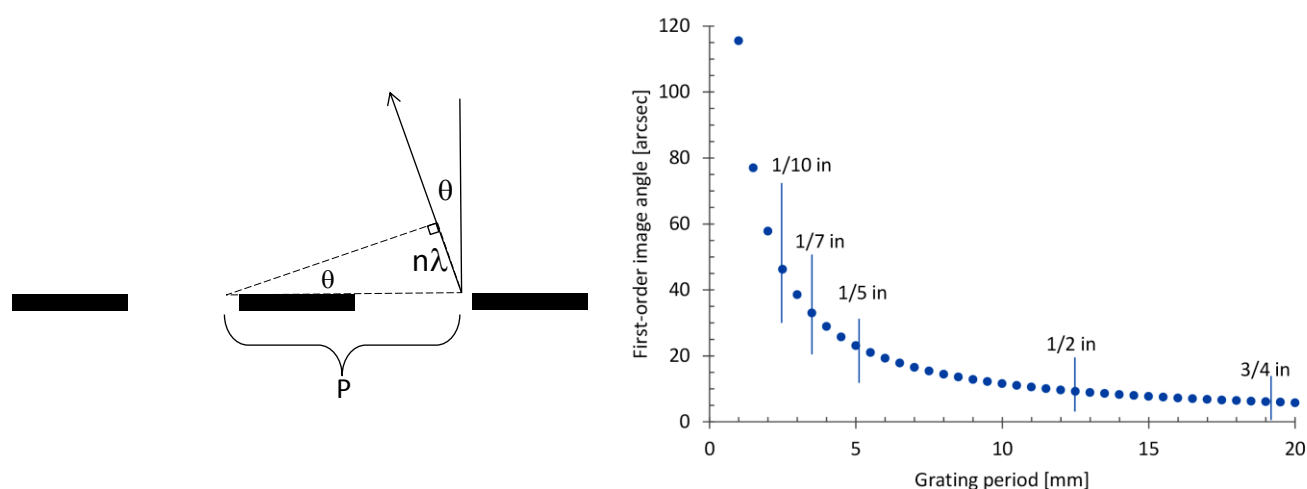 θ
θ
nλ
P
First-order image angle [arcsec]
120
100
80
60
40
20
0
1/10 in
1/7 in
1/5 in
1/2 in
3/4 in
0 5 10 15 20
Grating period [mm]